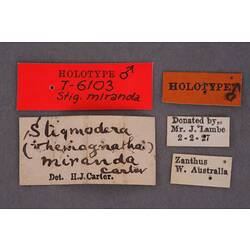 HOLOTYPE ♂
T-6103
Stig. miranda
HOLOTYPE ♂
Stigmodera
(Themognatha)
miranda
Carter
Det. H.J. Carter.
Donated by
Mr. J. Tambe
2-2-27
Zanthus
W. Australia